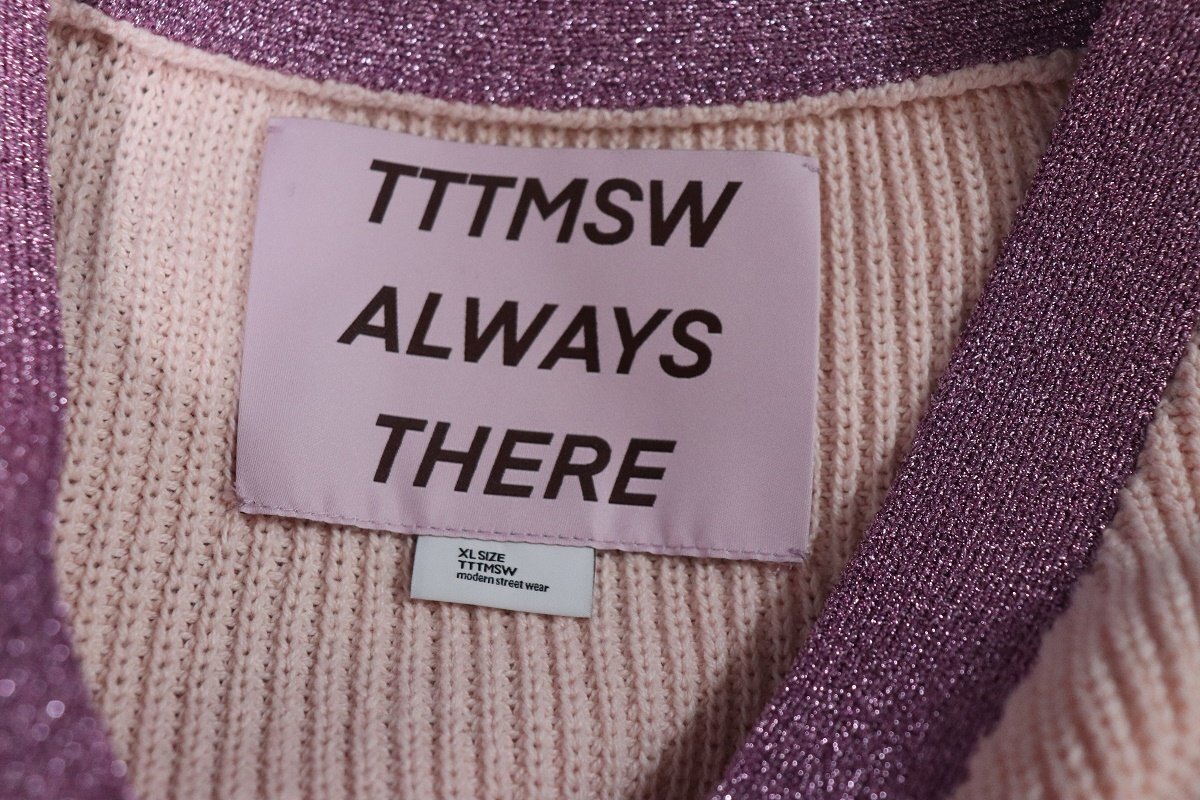 TTTMSW
ALWAYS
THERE
XL SIZE
TTTMSW
modern street wear